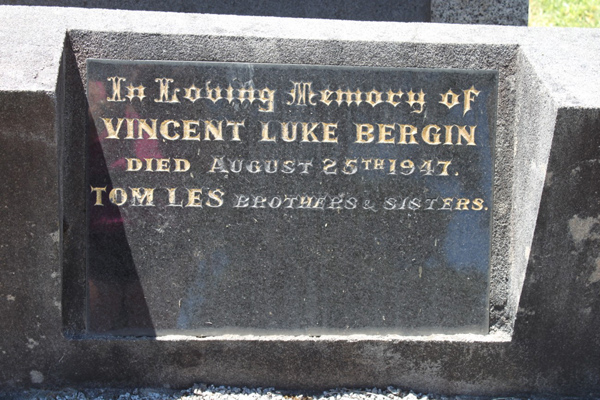 In Loving Memory of
VINCENT LUKE BERGIN
DIED AUGUST 25TH 1947.
TOM LES BROTHERS & SISTERS.